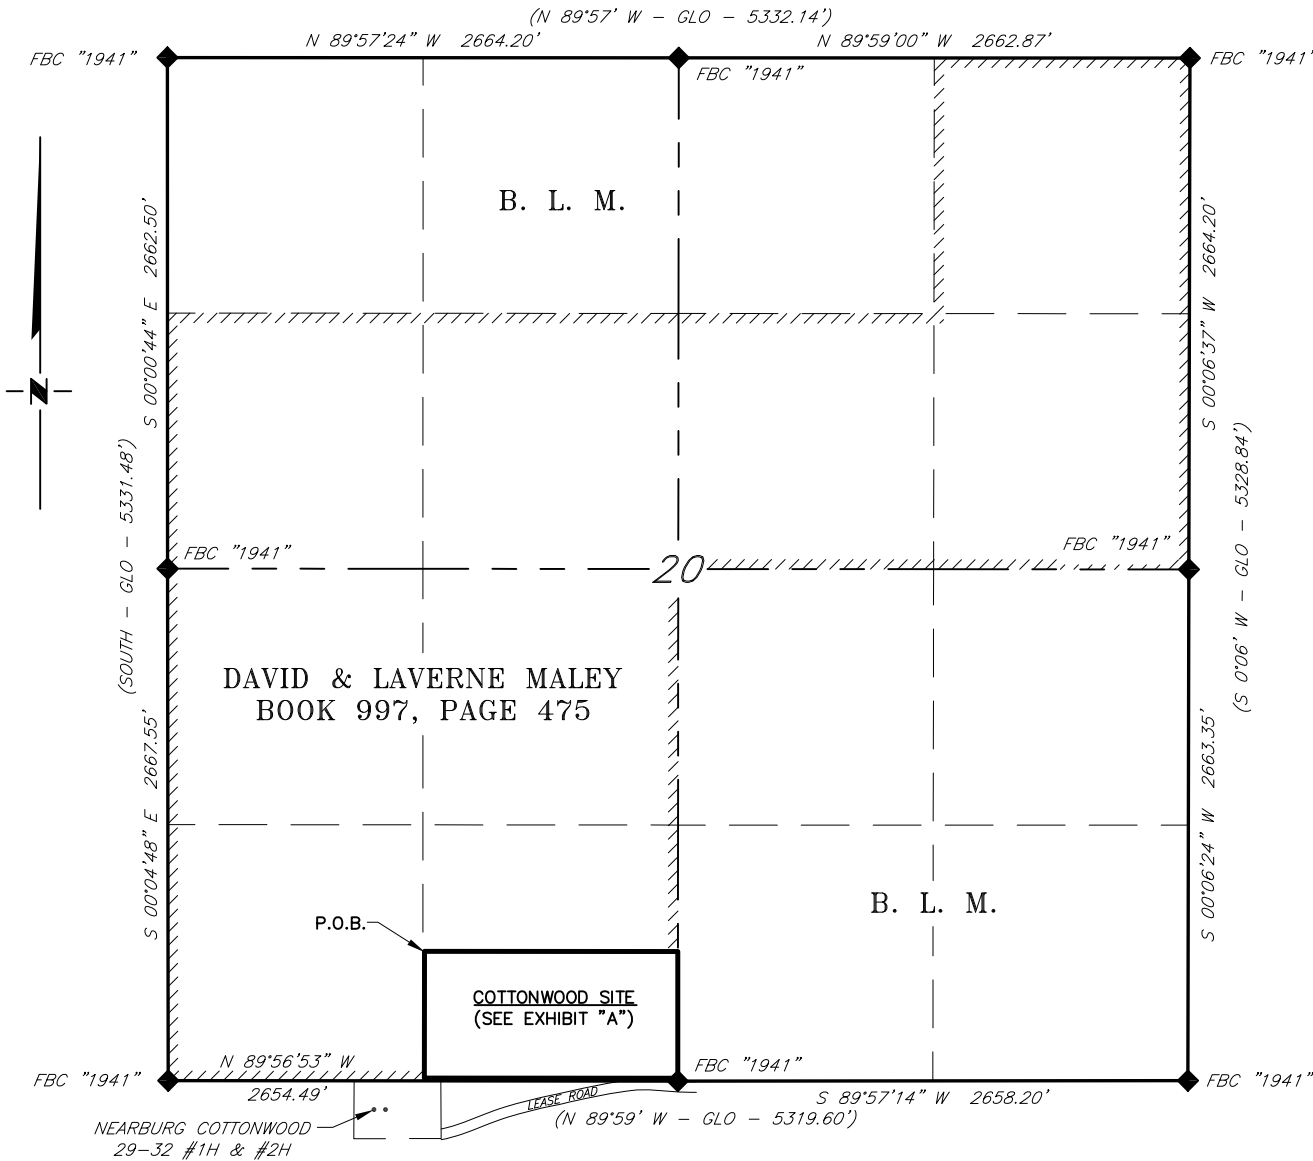 (N 89°57' W - GLO - 5332.14')
N 89°57'24" W 2664.20'
N 89°59'00" W 2662.87'
FBC "1941"
FBC "1941"
FBC "1941"
B. L. M.
S 00°00'44" E 2662.50'
S 00°06'37" W 2664.20'
N
(SOUTH - GLO - 5331.48')
(S 0°06' W - GLO - 5328.84')
FBC "1941"
FBC "1941"
20
DAVID & LAVERNE MALEY
BOOK 997, PAGE 475
S 00°04'48" E 2667.55'
S 00°06'24" W 2663.35'
B. L. M.
P.O.B.
COTTONWOOD SITE
(SEE EXHIBIT "A")
N 89°56'53" W
2654.49'
FBC "1941"
FBC "1941"
FBC "1941"
LEASE ROAD
S 89°57'14" W 2658.20'
(N 89°59' W - GLO - 5319.60')
NEARBURG COTTONWOOD
29-32 #1H & #2H